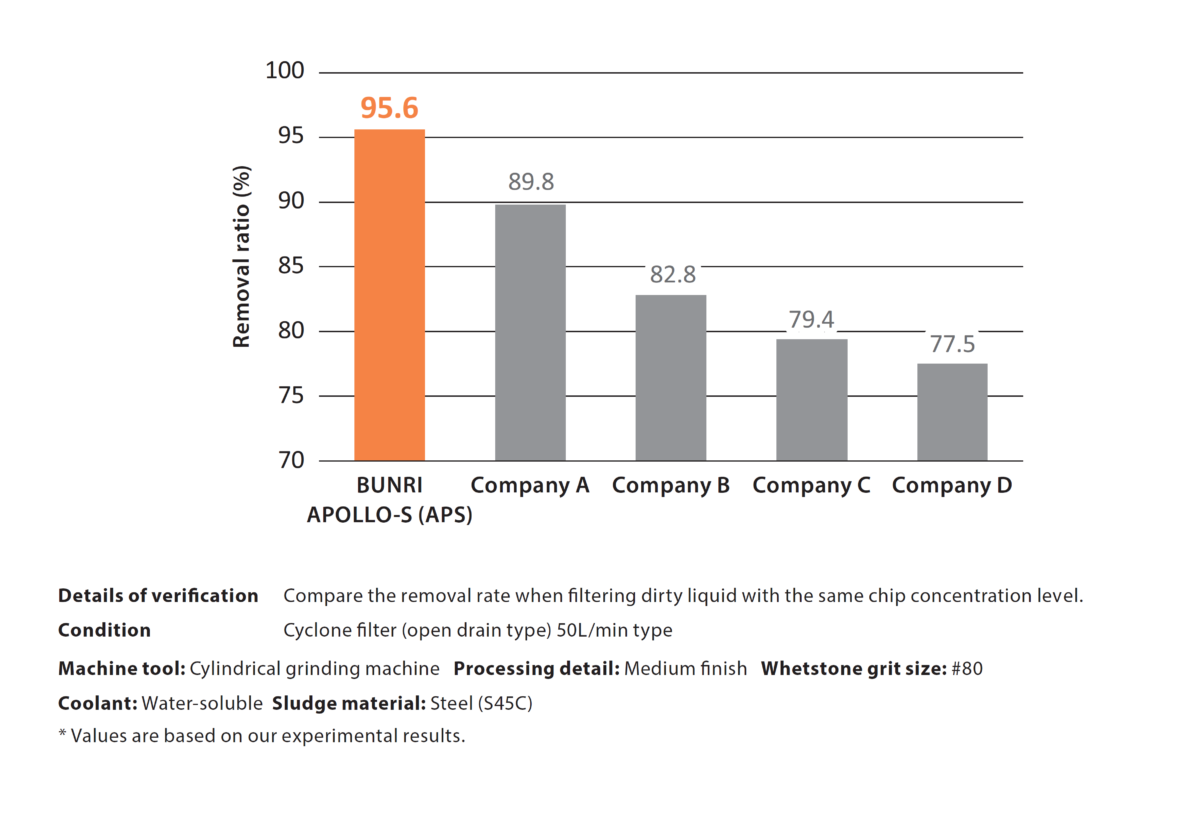 100
95.6
95
89.8
90
Removal ratio (%)
85
82.8
80
79.4
77.5
75
70
BUNRI
APOLLO-S (APS)
Company A
Company B
Company C
Company D
Details of verification Compare the removal rate when filtering dirty liquid with the same chip concentration level.
Condition Cyclone filter (open drain type) 50L/min type
Machine tool: Cylindrical grinding machine Processing detail: Medium finish Whetstone grit size: #80
Coolant: Water-soluble Sludge material: Steel (S45C)
* Values are based on our experimental results.